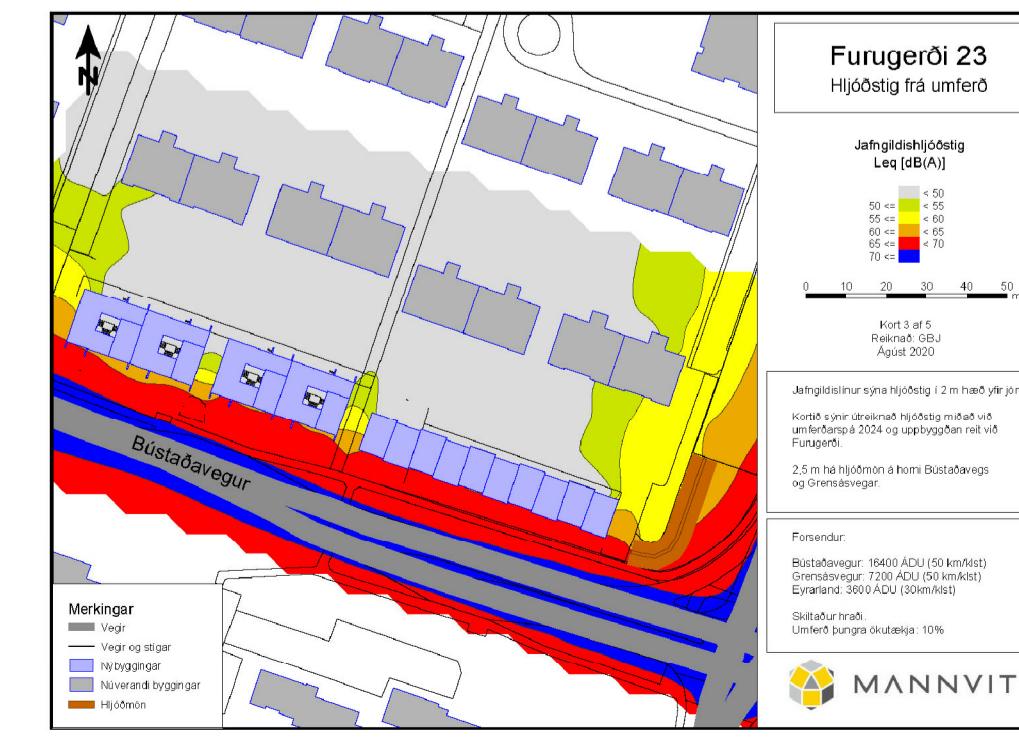 N
Bústaðavegur
Merkingar
Vegir
Vegir og stígar
Nýbyggingar
Núverandi byggingar
Hljóðmön
Furugerði 23
Hljóðstig frá umferð
Jafngildishljóðstig
Leq [dB(A)]
< 50
50 <= < 55
55 <= < 60
60 <= < 65
65 <= < 70
70 <=
0 10 20 30 40 50
m
Kort 3 af 5
Reiknað: GBJ
Ágúst 2020
Jafngildislínur sýna hljóðstig í 2 m hæð yfir jör
Kortið sýnir útreiknað hljóðstig miðað við
umferðarspá 2024 og uppbyggðan reit við
Furugerði.
2,5 m há hljóðmön á horni Bústaðavegs
og Grensásvegar.
Forsendur:
Bústaðavegur: 16400 ÁDU (50 km/klst)
Grensásvegur: 7200 ÁDU (50 km/klst)
Eyrarland: 3600 ÁDU (30km/klst)
Skiltaður hraði.
Umferð þungra ökutækja: 10%
MANNVIT